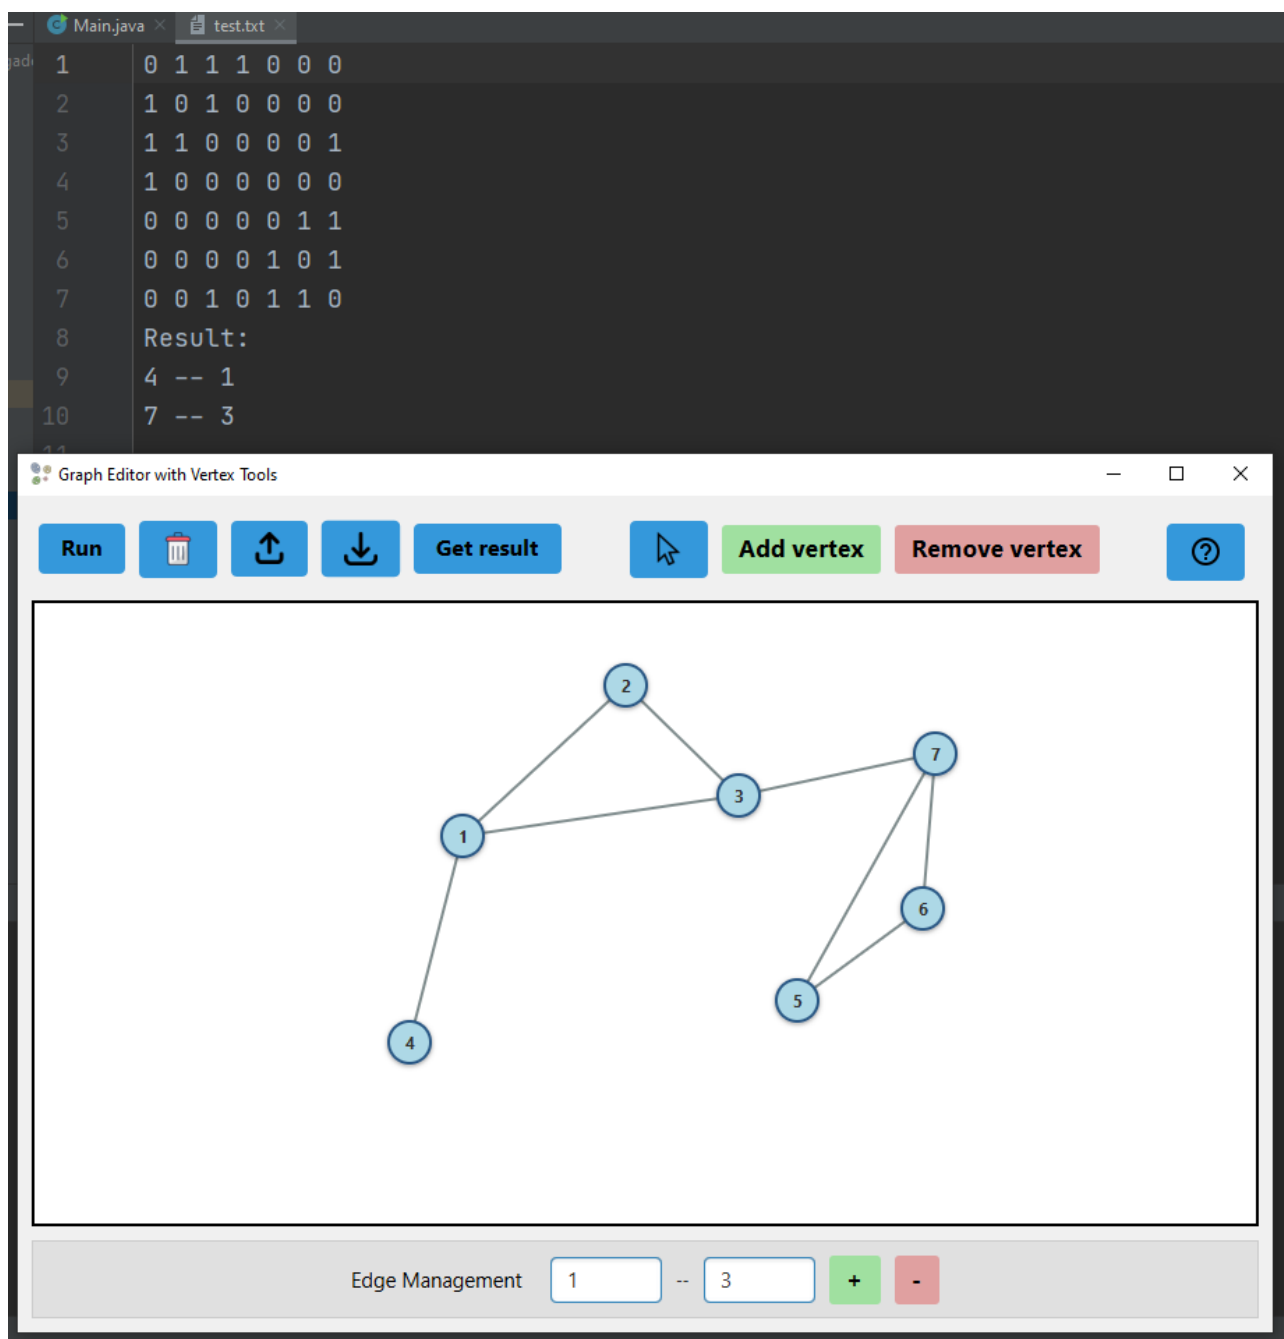 Main.java test.txt
gade
1 0 1 1 1 0 0 0
2 1 0 1 0 0 0 0
3 1 1 0 0 0 0 1
4 1 0 0 0 0 0 0
5 0 0 0 0 0 1 1
6 0 0 0 0 1 0 1
7 0 0 1 0 1 1 0
8 Result:
9 4 -- 1
10 7 -- 3
11
Graph Editor with Vertex Tools
Run Get result Add vertex Remove vertex ?
2
7
3
1
6
5
4
Edge Management 1 -- 3 + -